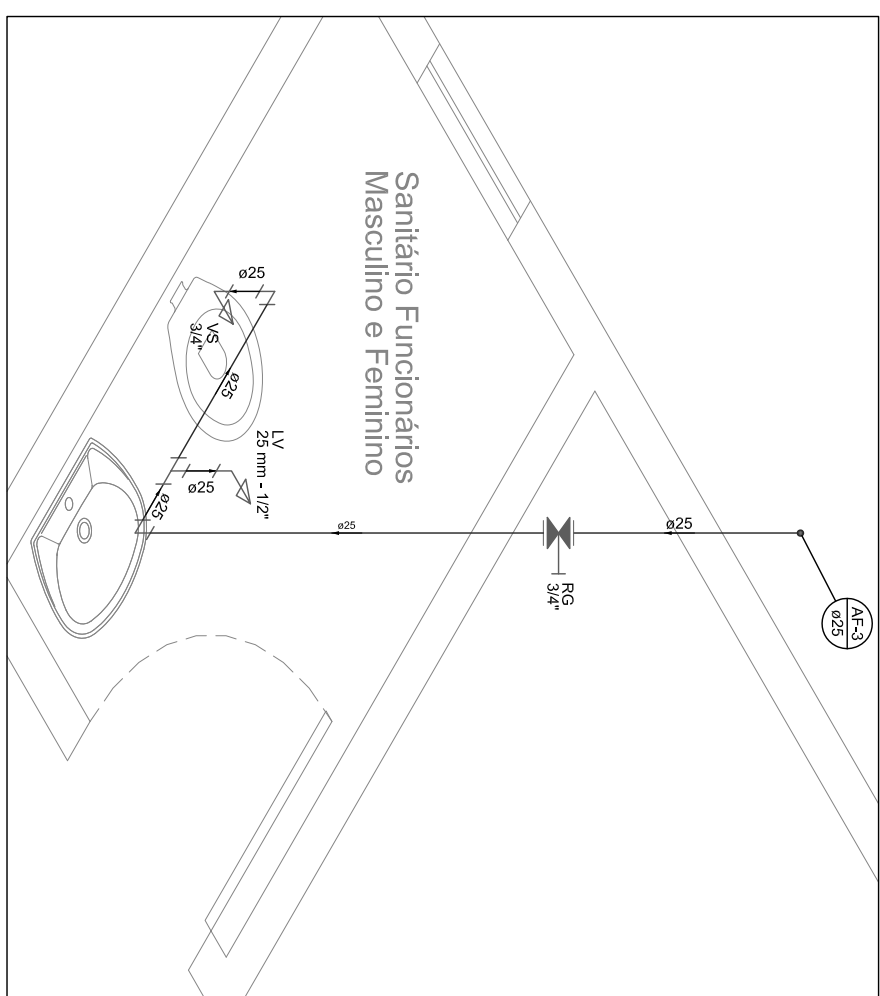 Sanitário Funcionários
Masculino e Feminino
ø25
VS
3/4"
ø25
LV
25 mm - 1/2"
ø25
ø25
ø25
RG
3/4"
ø25
AF-3
ø25